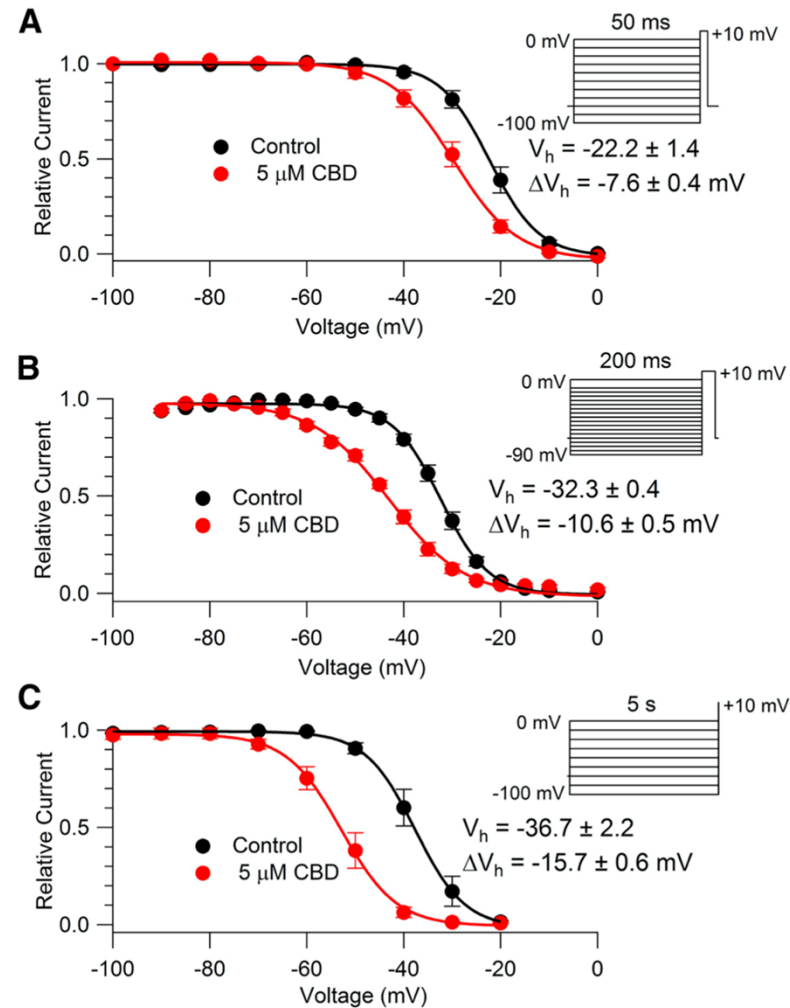 A
50 ms
0 mV
+10 mV
-100 mV
V_h = -22.2 ± 1.4
ΔV_h = -7.6 ± 0.4 mV
Relative Current
1.0
0.5
0.0
Control
5 μM CBD
-100 -80 -60 -40 -20 0
Voltage (mV)
B
200 ms
0 mV
+10 mV
-90 mV
V_h = -32.3 ± 0.4
ΔV_h = -10.6 ± 0.5 mV
Relative Current
1.0
0.5
0.0
Control
5 μM CBD
-100 -80 -60 -40 -20 0
Voltage (mV)
C
5 s
0 mV
+10 mV
-100 mV
V_h = -36.7 ± 2.2
ΔV_h = -15.7 ± 0.6 mV
Relative Current
1.0
0.5
0.0
Control
5 μM CBD
-100 -80 -60 -40 -20 0
Voltage (mV)